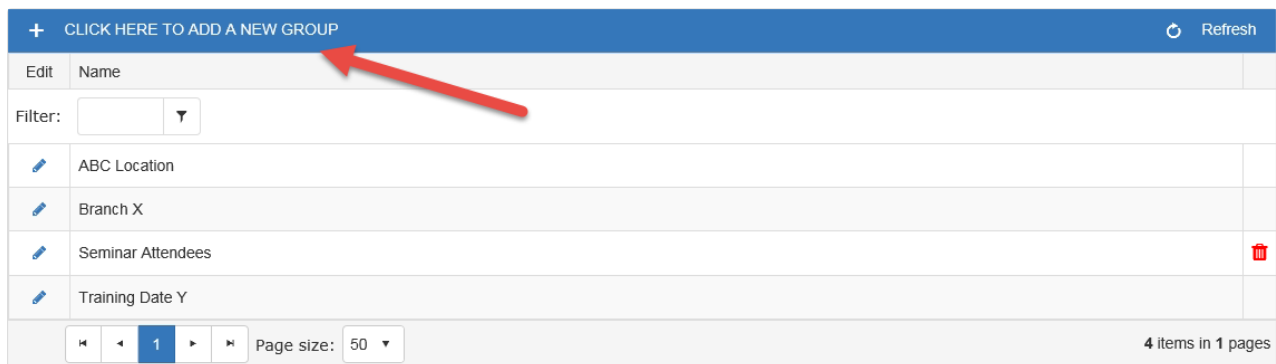 CLICK HERE TO ADD A NEW GROUP Refresh
Edit Name
Filter:
ABC Location
Branch X
Seminar Attendees
Training Date Y
1 Page size: 50 4 items in 1 pages